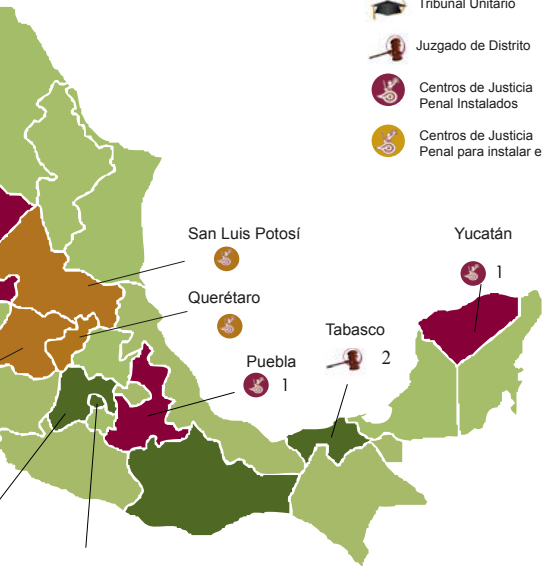 Tribunal Unitario
Juzgado de Distrito
Centros de Justicia
Penal Instalados
Centros de Justicia
Penal para instalar e
San Luis Potosí
Yucatán
1
Querétaro
Tabasco
2
Puebla
1